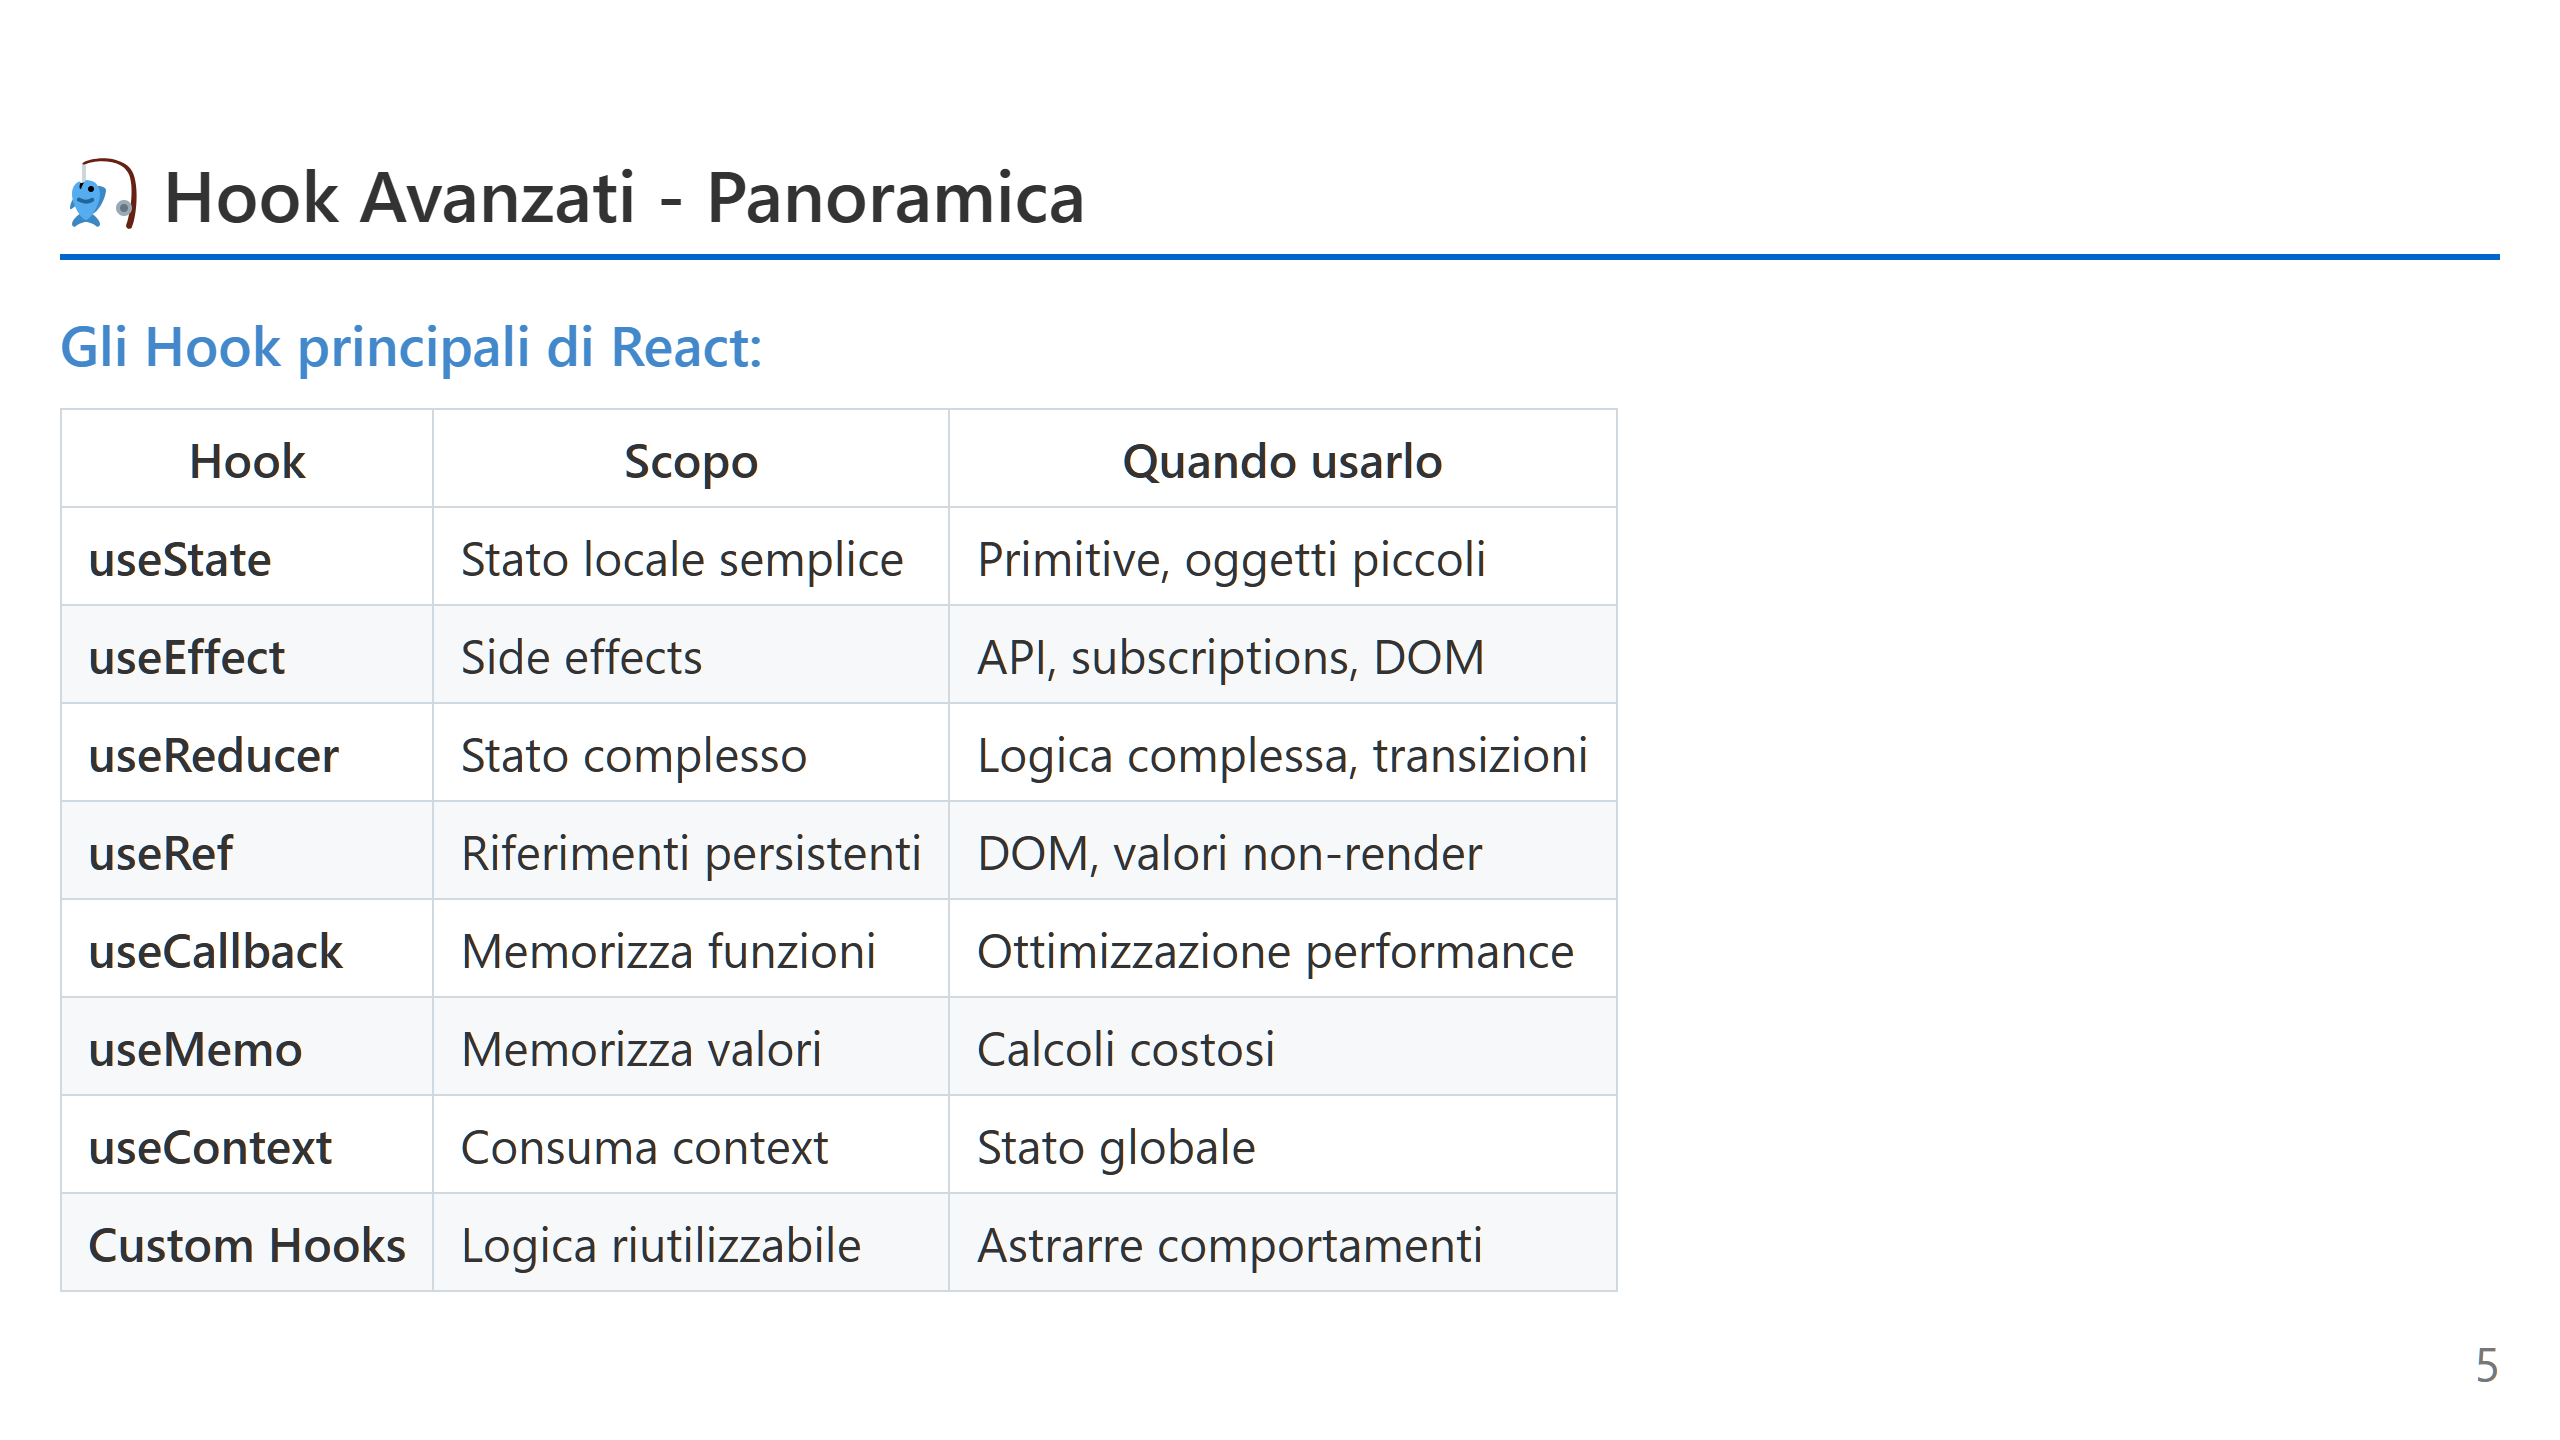 Hook Avanzati - Panoramica
Gli Hook principali di React:
Hook Scopo Quando usarlo
useState Stato locale semplice Primitive, oggetti piccoli
useEffect Side effects API, subscriptions, DOM
useReducer Stato complesso Logica complessa, transizioni
useRef Riferimenti persistenti DOM, valori non-render
useCallback Memorizza funzioni Ottimizzazione performance
useMemo Memorizza valori Calcoli costosi
useContext Consuma context Stato globale
Custom Hooks Logica riutilizzabile Astrarre comportamenti
5